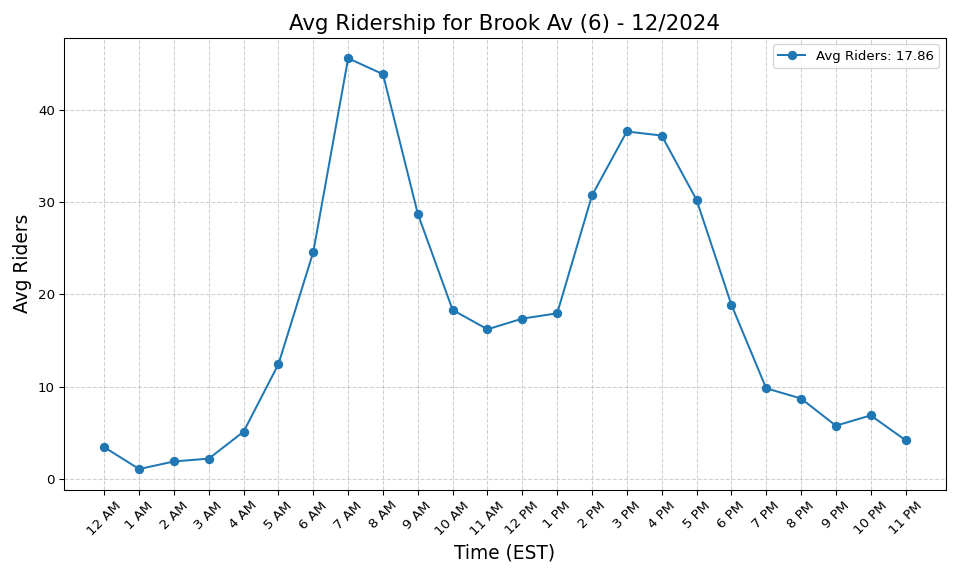 Avg Ridership for Brook Av (6) - 12/2024
Avg Riders: 17.86
Avg Riders
40
30
20
10
0
12 AM
1 AM
2 AM
3 AM
4 AM
5 AM
6 AM
7 AM
8 AM
9 AM
10 AM
11 AM
12 PM
1 PM
2 PM
3 PM
4 PM
5 PM
6 PM
7 PM
8 PM
9 PM
10 PM
11 PM
Time (EST)